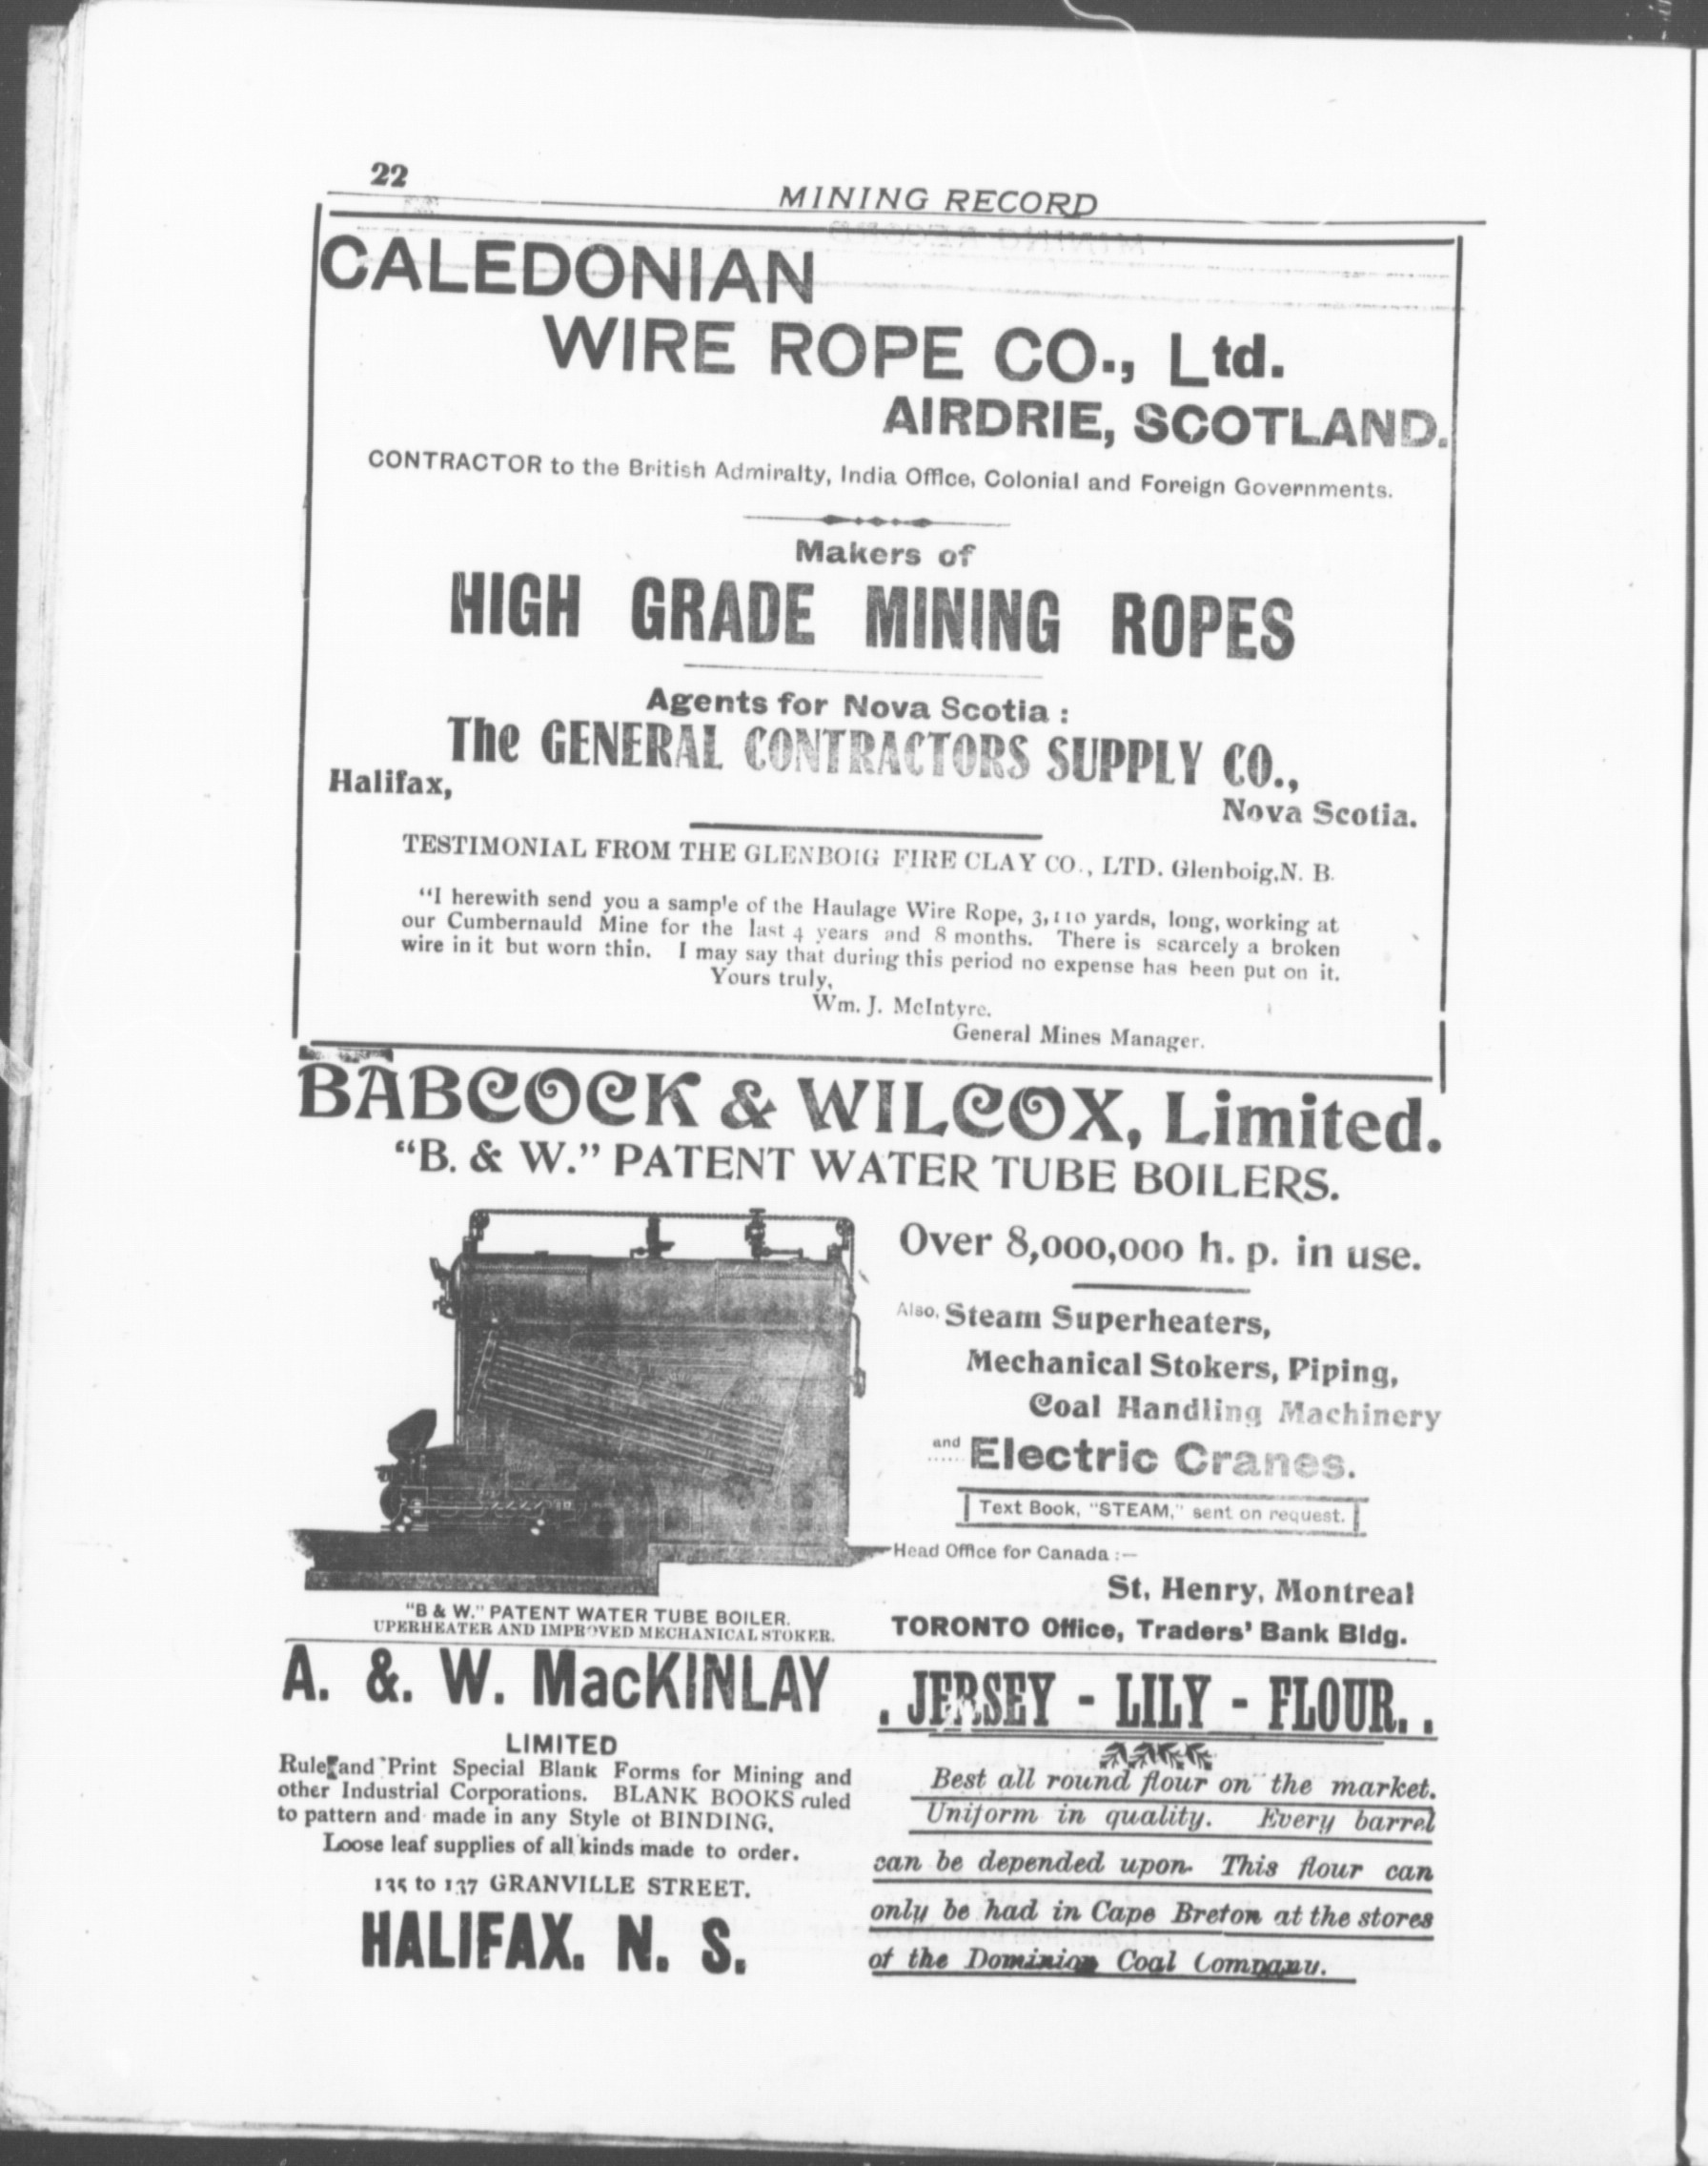 22
MINING RECORD
CALEDONIAN
WIRE ROPE CO., Ltd.
AIRDRIE, SCOTLAND.
CONTRACTOR to the British Admiralty, India Office, Colonial and Foreign Governments.
Makers of
HIGH GRADE MINING ROPES
Agents for Nova Scotia :
The GENERAL CONTRACTORS SUPPLY CO.,
Halifax,
Nova Scotia.
TESTIMONIAL FROM THE GLENBOIG FIRE CLAY CO., LTD. Glenboig,N. B.
"I herewith send you a sample of the Haulage Wire Rope, 3,110 yards, long, working at
our Cumbernauld Mine for the last 4 years and 8 months. There is scarcely a broken
wire in it but worn thin. I may say that during this period no expense has been put on it.
Yours truly,
Wm. J. McIntyre.
General Mines Manager.
BABCOCK & WILCOX, Limited.
"B. & W." PATENT WATER TUBE BOILERS.
Over 8,000,000 h. p. in use.
Also. Steam Superheaters,
Mechanical Stokers, Piping,
Coal Handling Machinery
and Electric Cranes.
Text Book, "STEAM," sent on request.
Head Office for Canada :—
St, Henry, Montreal
TORONTO Office, Traders' Bank Bldg.
"B & W." PATENT WATER TUBE BOILER.
UPERHEATER AND IMPROVED MECHANICAL STOKER.
A. &. W. MacKINLAY
LIMITED
Rule and Print Special Blank Forms for Mining and
other Industrial Corporations. BLANK BOOKS ruled
to pattern and made in any Style of BINDING,
Loose leaf supplies of all kinds made to order.
135 to 137 GRANVILLE STREET.
HALIFAX. N. S.
. JERSEY - LILY - FLOUR. .
Best all round flour on the market.
Uniform in quality. Every barrel
can be depended upon. This flour can
only be had in Cape Breton at the stores
of the Dominion Coal Company.